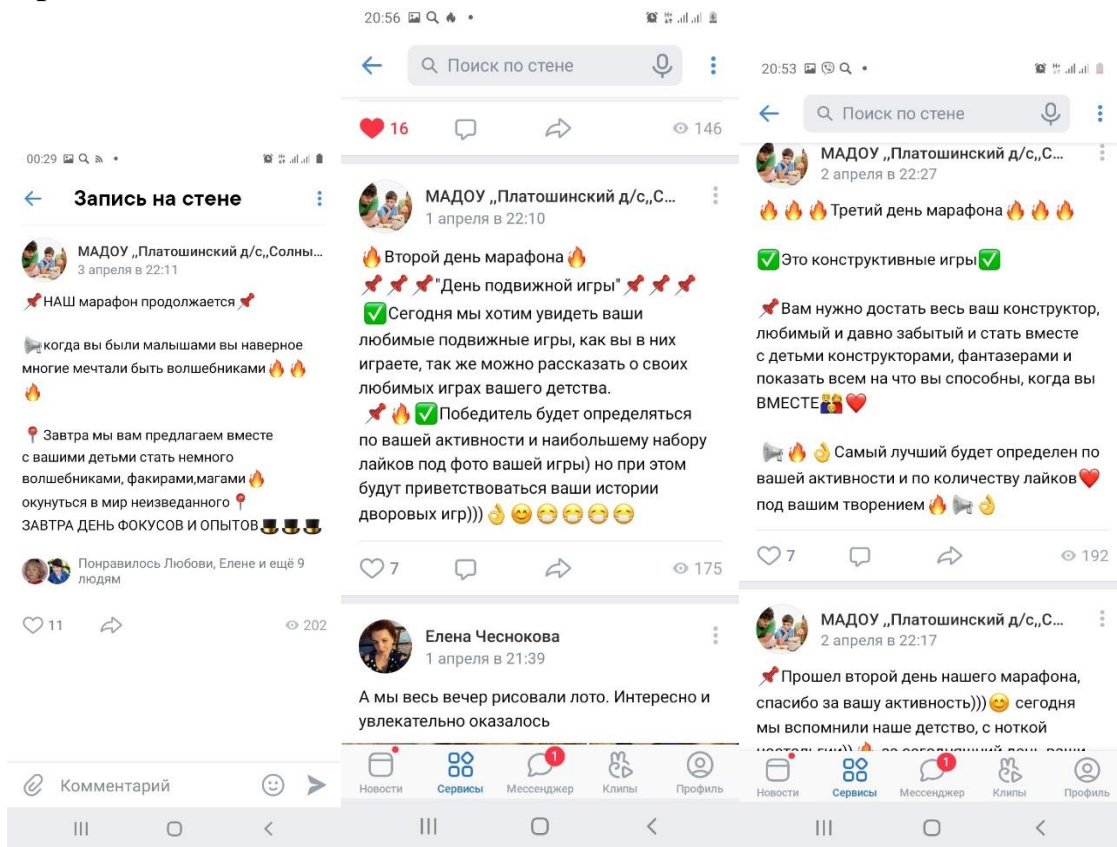 00:29
Запись на стене
МАДОУ ,,Платошинский д/с,,Солны...
3 апреля в 22:11
📌НАШ марафон продолжается📌
📢когда вы были малышами вы наверное
многие мечтали быть волшебниками🔥🔥
🔥
📍Завтра мы вам предлагаем вместе
с вашими детьми стать немного
волшебниками, факирами,магами🔥
окунуться в мир неизведанного📍
ЗАВТРА ДЕНЬ ФОКУСОВ И ОПЫТОВ🎩🎩🎩
Понравилось Любови, Елене и ещё 9
людям
11
202
Комментарий
20:56
Поиск по стене
16
146
МАДОУ ,,Платошинский д/с,,С...
1 апреля в 22:10
🔥Второй день марафона🔥
📌📌📌"День подвижной игры"📌📌📌
✅Сегодня мы хотим увидеть ваши
любимые подвижные игры, как вы в них
играете, так же можно рассказать о своих
любимых играх вашего детства.
📌🔥✅Победитель будет определяться
по вашей активности и наибольшему набору
лайков под фото вашей игры) но при этом
будут приветствоваться ваши истории
дворовых игр)))👌😊😁😁😁😁
7
175
Елена Чеснокова
1 апреля в 21:39
А мы весь вечер рисовали лото. Интересно и
увлекательно оказалось
1
Новости Сервисы Мессенджер Клипы Профиль
20:53
Поиск по стене
МАДОУ ,,Платошинский д/с,,С...
2 апреля в 22:27
🔥🔥🔥Третий день марафона🔥🔥🔥
✅Это конструктивные игры✅
📌Вам нужно достать весь ваш конструктор,
любимый и давно забытый и стать вместе
с детьми конструкторами, фантазерами и
показать всем на что вы способны, когда вы
ВМЕСТЕ👫❤
📢🔥👌Самый лучший будет определен по
вашей активности и по количеству лайков❤
под вашим творением🔥📢👌
7
192
МАДОУ ,,Платошинский д/с,,С...
2 апреля в 22:17
📌Прошел второй день нашего марафона,
спасибо за вашу активность)))😊 сегодня
мы вспомнили наше детство, с ноткой
ностальгии))🔥 за сегодняшний день ваши
1
Новости Сервисы Мессенджер Клипы Профиль